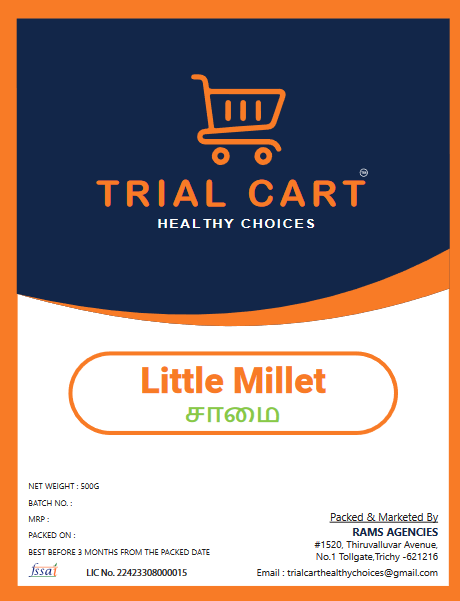 TRIAL CART
TM
HEALTHY CHOICES
Little Millet
சாமை
NET WEIGHT : 500G
BATCH NO. :
MRP :
PACKED ON :
BEST BEFORE 3 MONTHS FROM THE PACKED DATE
fssai
LIC No. 22423308000015
Packed & Marketed By
RAMS AGENCIES
#1520, Thiruvalluvar Avenue,
No.1 Tollgate,Trichy -621216
Email : trialcarthealthychoices@gmail.com